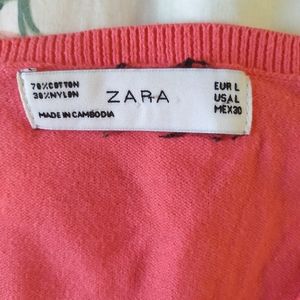 70%COTTON
30%NYLON
MADE IN CAMBODIA
ZARA
EUR L
USA L
MEX 30